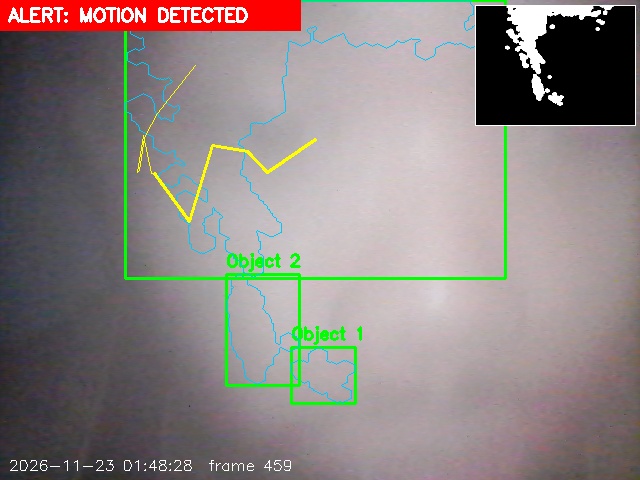 ALERT: MOTION DETECTED
Object 2
Object 1
2026-11-23 01:48:28 frame 459